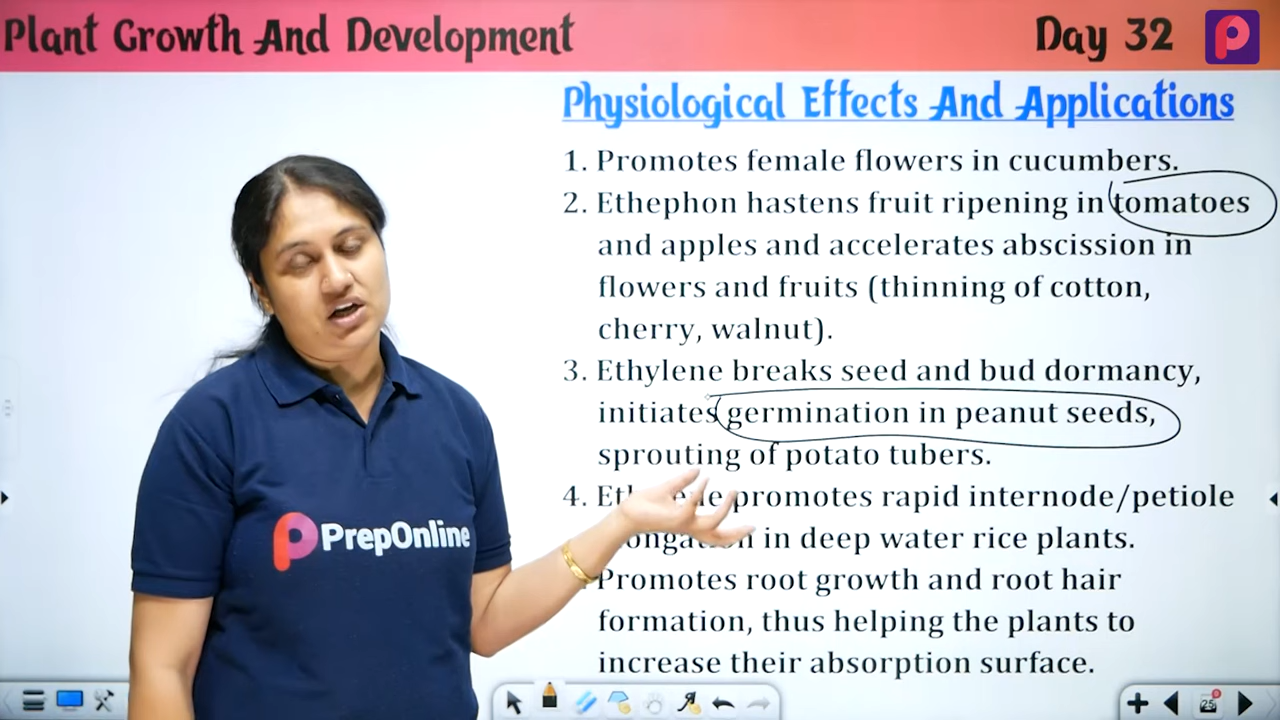 Plant Growth And Development
Day 32
Physiological Effects And Applications
1. Promotes female flowers in cucumbers.
2. Ethephon hastens fruit ripening in tomatoes
and apples and accelerates abscission in
flowers and fruits (thinning of cotton,
cherry, walnut).
3. Ethylene breaks seed and bud dormancy,
initiates germination in peanut seeds,
sprouting of potato tubers.
4. promotes rapid internode/petiole
in deep water rice plants.
Promotes root growth and root hair
formation, thus helping the plants to
increase their absorption surface.
PrepOnline
25